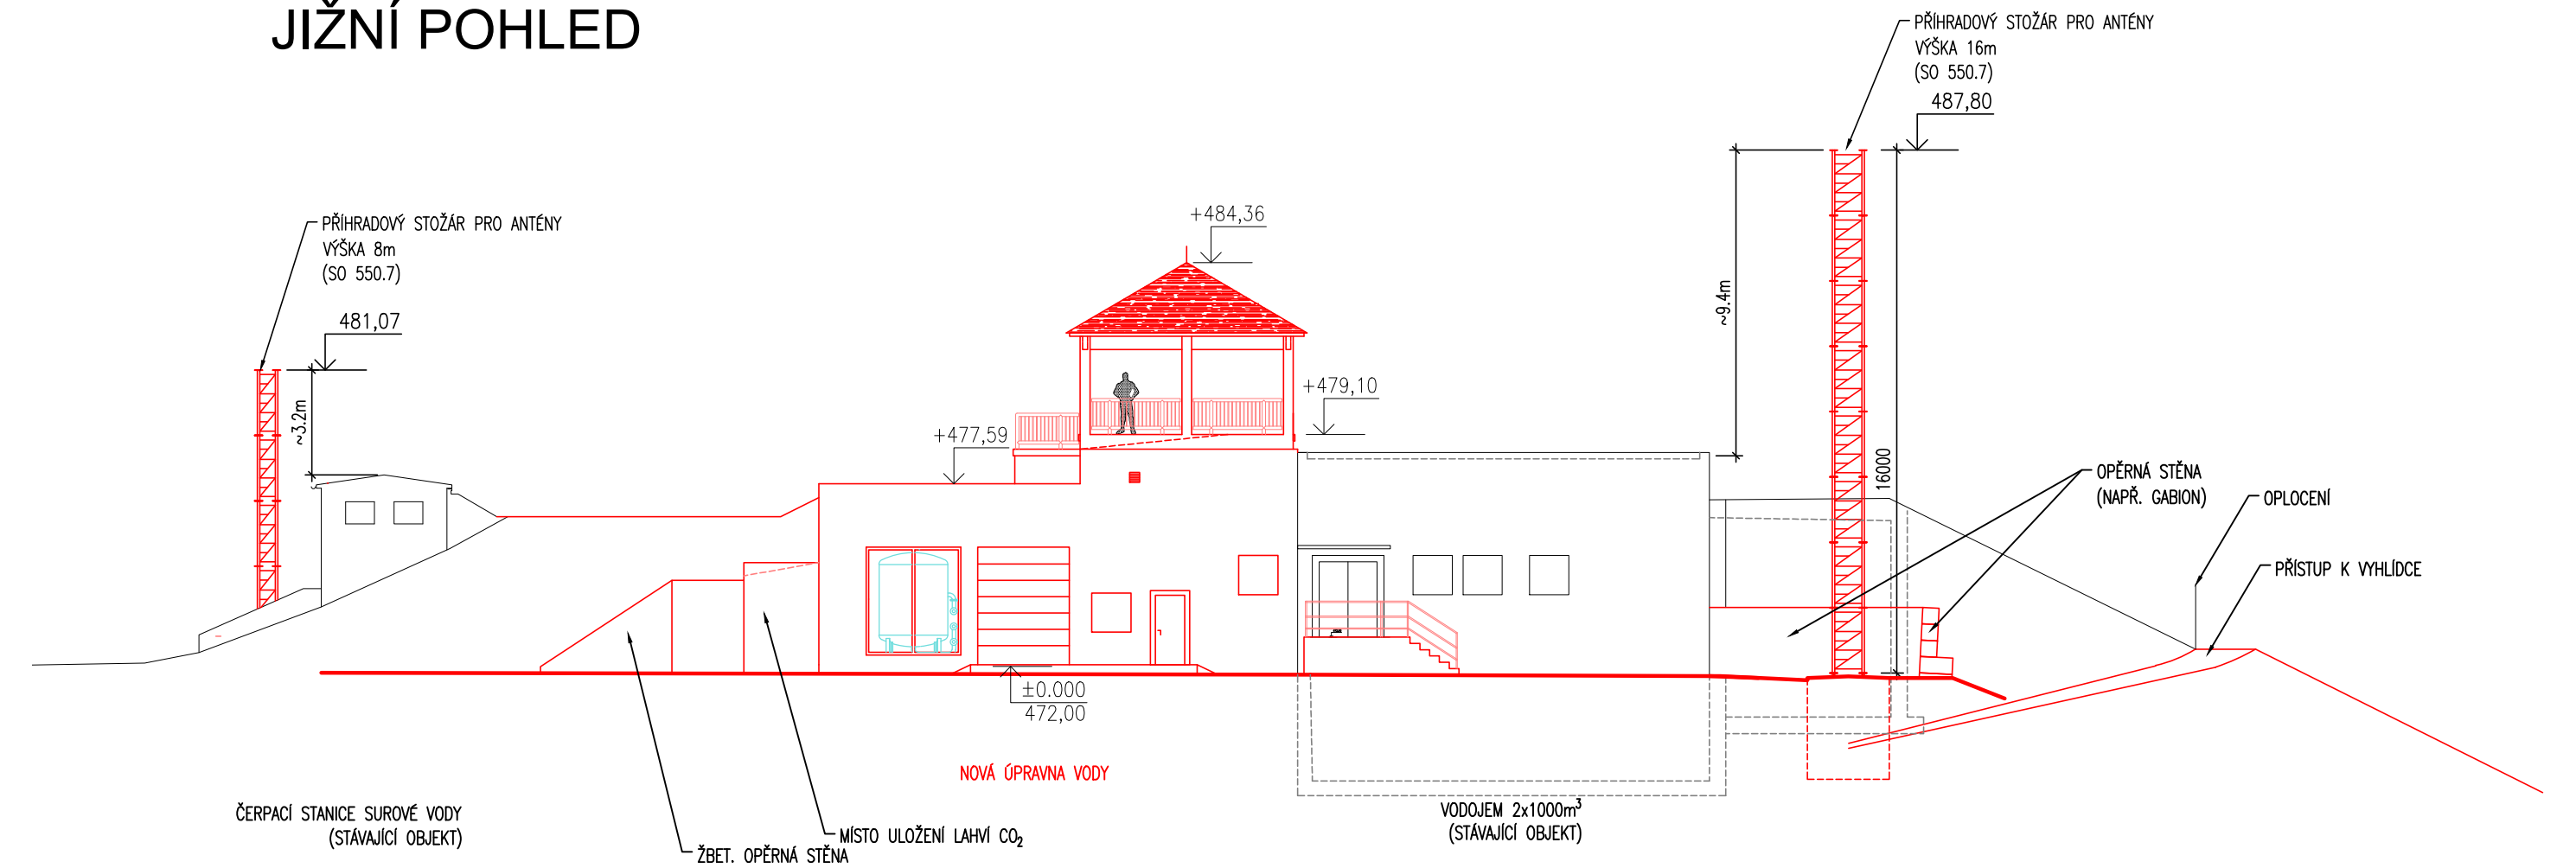 JIŽNÍ POHLED
PŘÍHRADOVÝ STOŽÁR PRO ANTÉNY
VÝŠKA 16m
(SO 550.7)
487,80
PŘÍHRADOVÝ STOŽÁR PRO ANTÉNY
VÝŠKA 8m
(SO 550.7)
481,07
~3.2m
+484,36
+479,10
+477,59
~9.4m
16000
OPĚRNÁ STĚNA
(NAPŘ. GABION)
OPLOCENÍ
PŘÍSTUP K VYHLÍDCE
±0.000
472,00
NOVÁ ÚPRAVNA VODY
ČERPACÍ STANICE SUROVÉ VODY
(STÁVAJÍCÍ OBJEKT)
VODOJEM 2x1000m³
(STÁVAJÍCÍ OBJEKT)
MÍSTO ULOŽENÍ LAHVÍ CO₂
ŽBET. OPĚRNÁ STĚNA